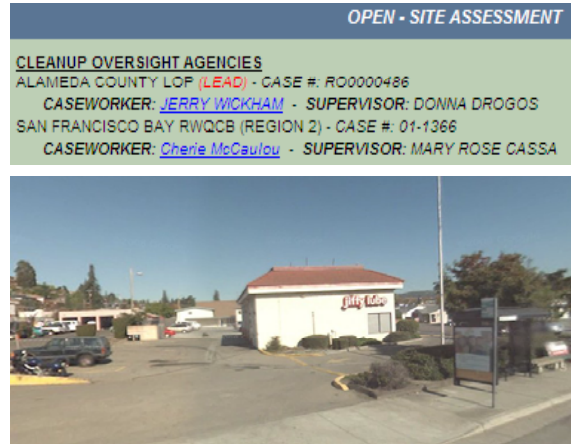 OPEN - SITE ASSESSMENT
CLEANUP OVERSIGHT AGENCIES
ALAMEDA COUNTY LOP (LEAD) - CASE #: RO0000486
CASEWORKER: JERRY WICKHAM - SUPERVISOR: DONNA DROGOS
SAN FRANCISCO BAY RWQCB (REGION 2) - CASE #: 01-1366
CASEWORKER: Cherie McCaulou - SUPERVISOR: MARY ROSE CASSA
jiffy lube